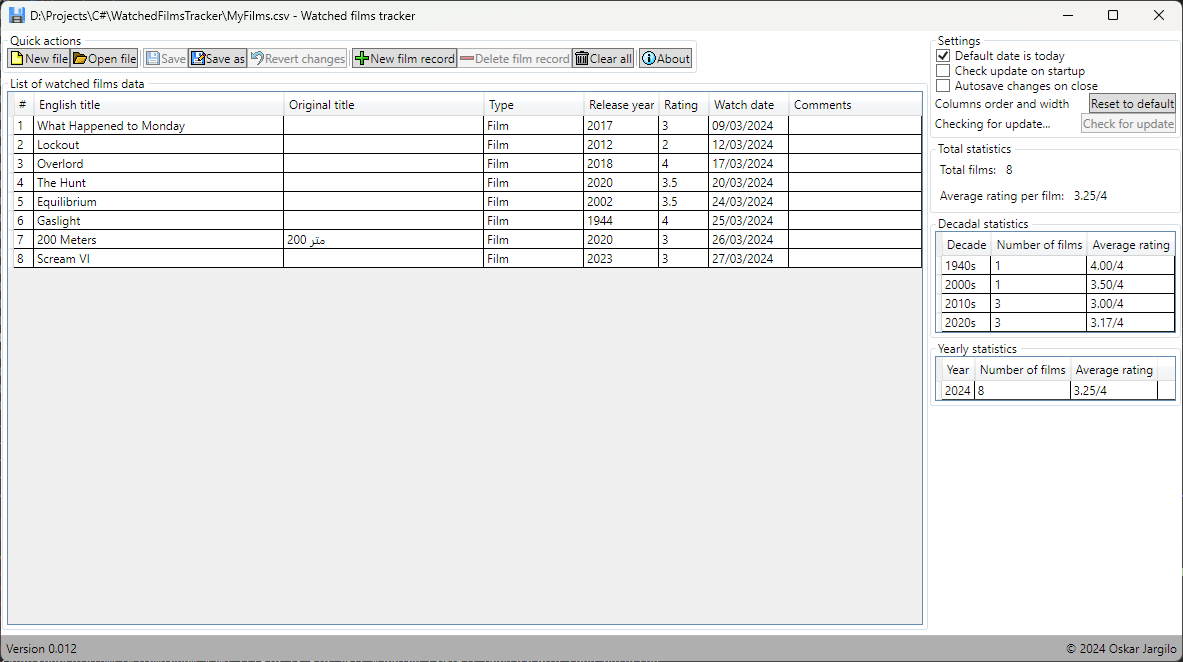 D:\Projects\C#\WatchedFilmsTracker\MyFilms.csv - Watched films tracker
Quick actions
New file Open file Save Save as Revert changes New film record Delete film record Clear all About
List of watched films data
# English title Original title Type Release year Rating Watch date Comments
1 What Happened to Monday Film 2017 3 09/03/2024
2 Lockout Film 2012 2 12/03/2024
3 Overlord Film 2018 4 17/03/2024
4 The Hunt Film 2020 3.5 20/03/2024
5 Equilibrium Film 2002 3.5 24/03/2024
6 Gaslight Film 1944 4 25/03/2024
7 200 Meters 200 متر Film 2020 3 26/03/2024
8 Scream VI Film 2023 3 27/03/2024
Settings
Default date is today
Check update on startup
Autosave changes on close
Columns order and width Reset to default
Checking for update... Check for update
Total statistics
Total films: 8
Average rating per film: 3.25/4
Decadal statistics
Decade Number of films Average rating
1940s 1 4.00/4
2000s 1 3.50/4
2010s 3 3.00/4
2020s 3 3.17/4
Yearly statistics
Year Number of films Average rating
2024 8 3.25/4
Version 0.012
© 2024 Oskar Jargilo